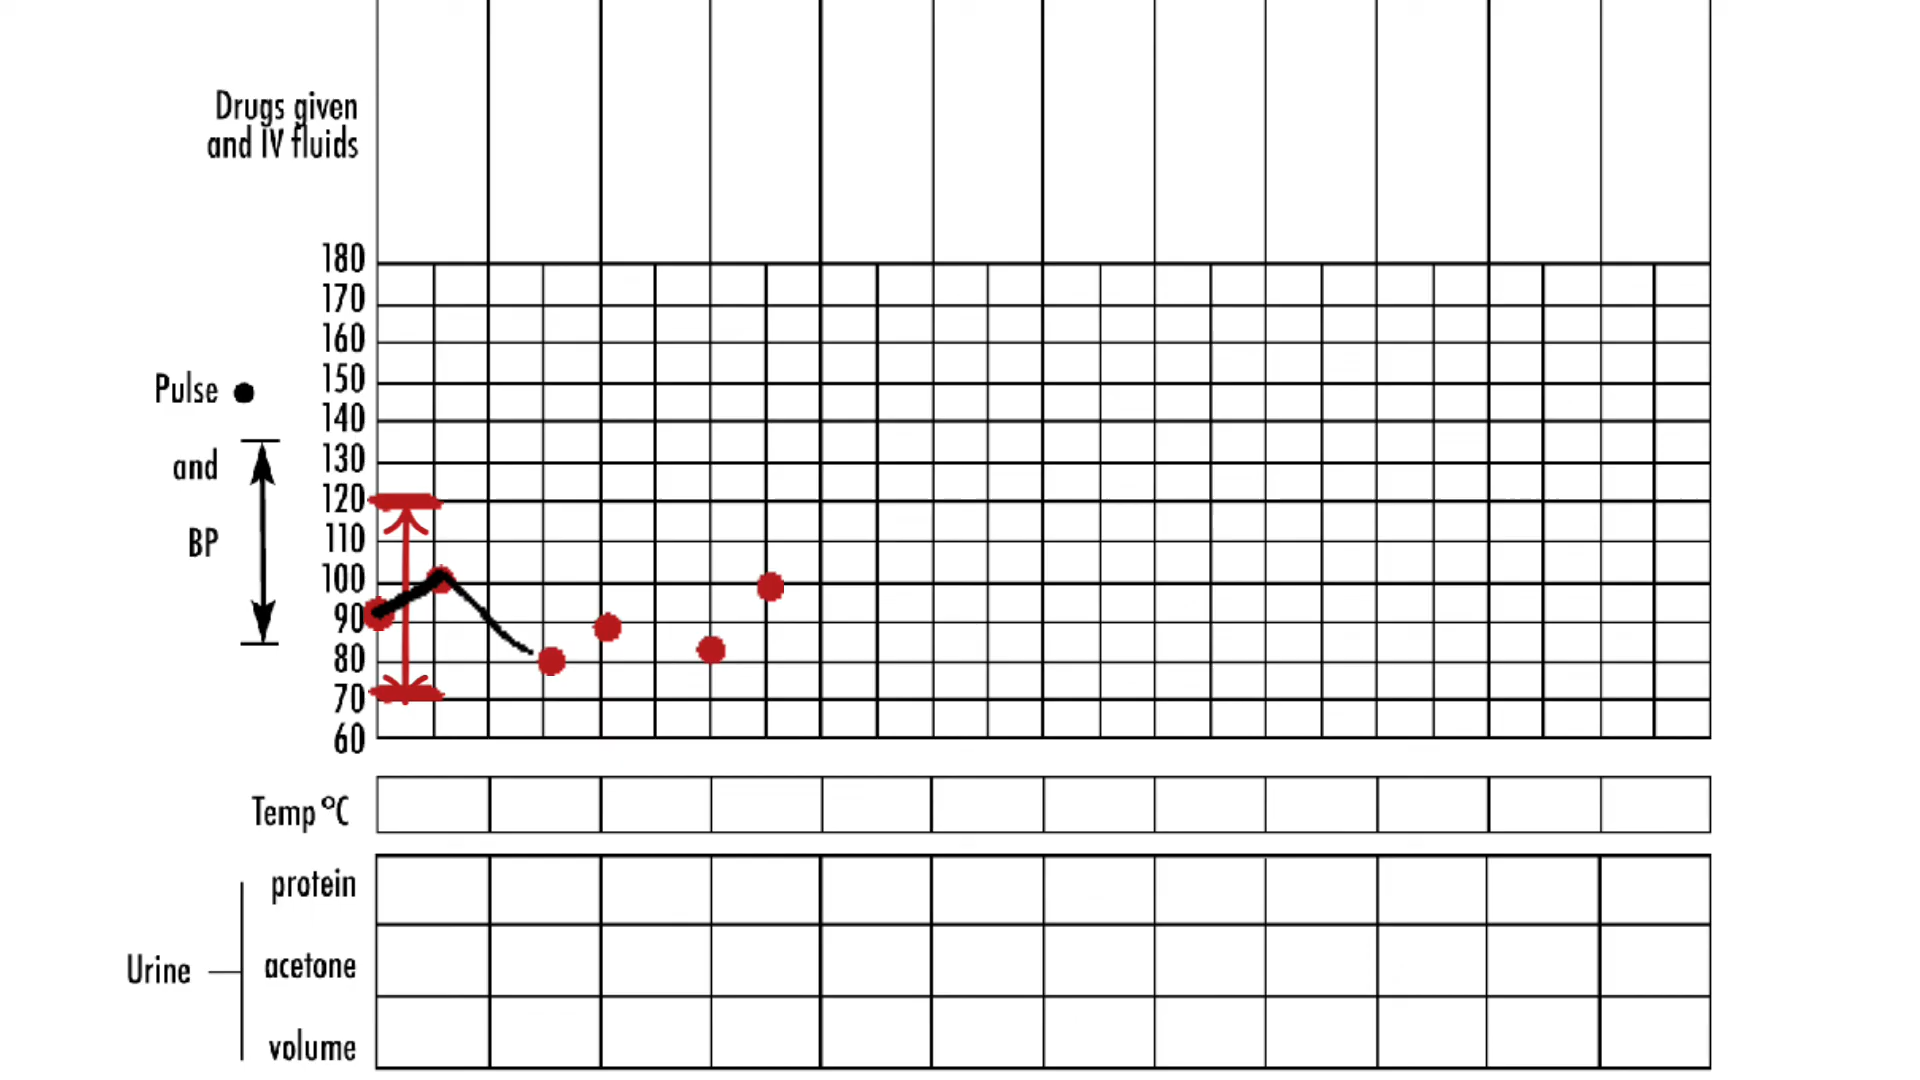 Drugs given
and IV fluids
180
170
160
150
140
130
120
110
100
90
80
70
60
Pulse
and
BP
Temp °C
Urine
protein
acetone
volume